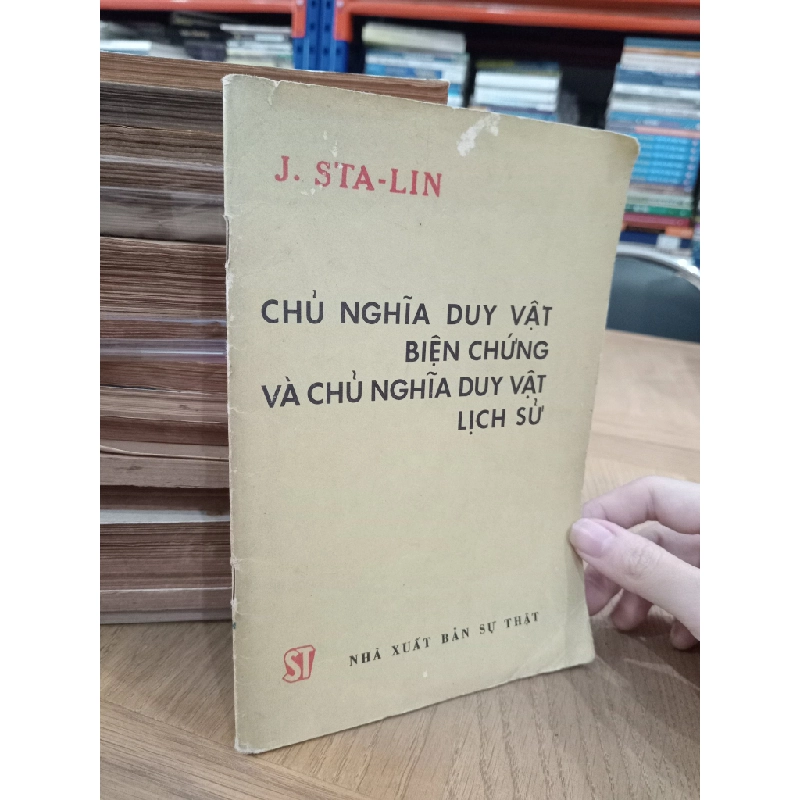 J. STA-LIN
CHỦ NGHĨA DUY VẬT
BIỆN CHỨNG
VÀ CHỦ NGHĨA DUY VẬT
LỊCH SỬ
ST
NHÀ XUẤT BẢN SỰ THẬT